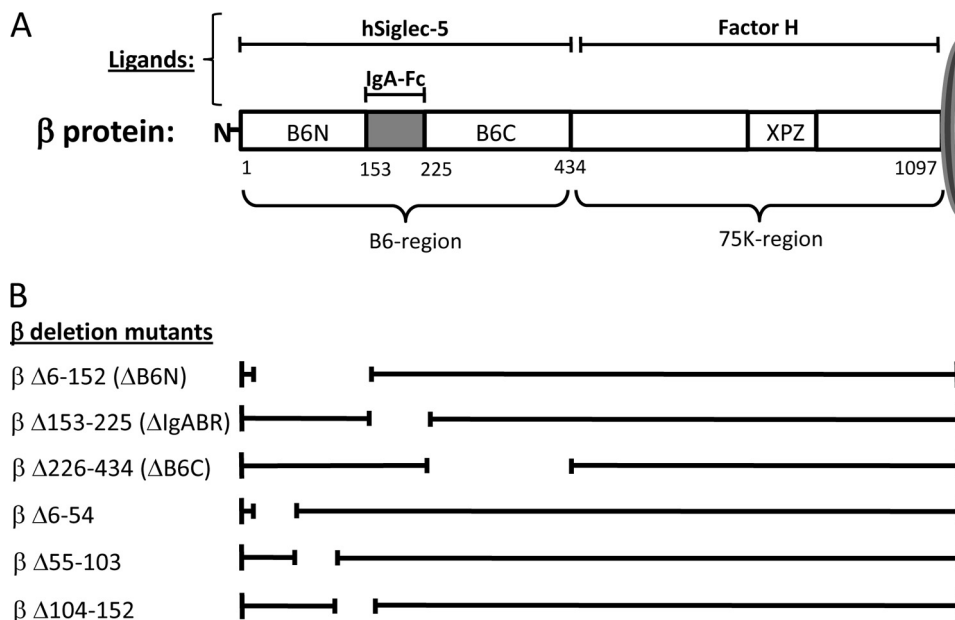 A
hSiglec-5
Factor H
Ligands:
IgA-Fc
β protein:
N
B6N
B6C
XPZ
1
153
225
434
1097
B6-region
75K-region
B
β deletion mutants
β Δ6-152 (ΔB6N)
β Δ153-225 (ΔIgABR)
β Δ226-434 (ΔB6C)
β Δ6-54
β Δ55-103
β Δ104-152